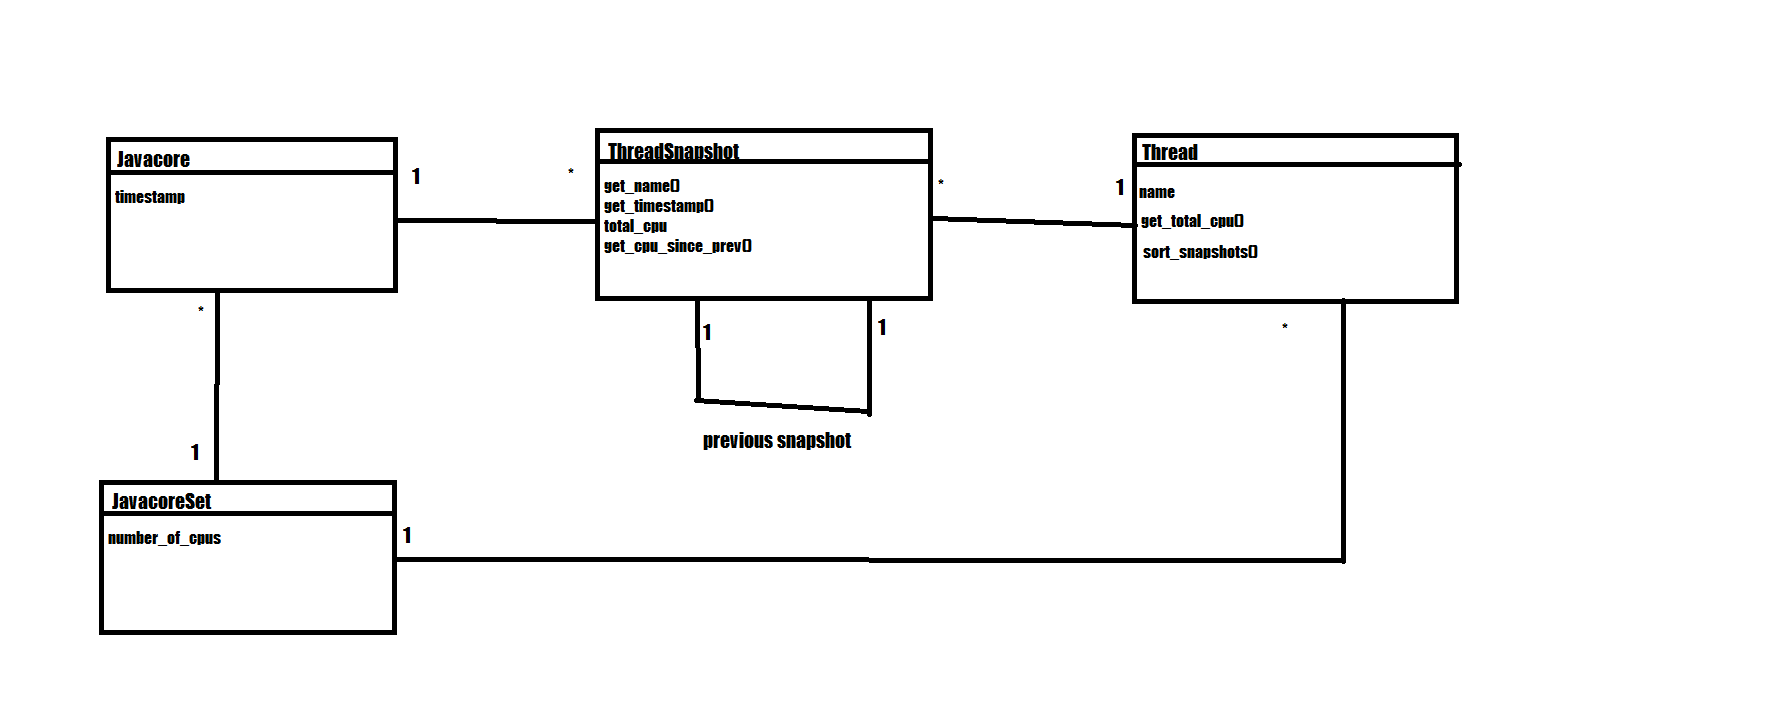 Javacore
timestamp
1
*
ThreadSnapshot
get_name()
get_timestamp()
total_cpu
get_cpu_since_prev()
*
1
Thread
name
get_total_cpu()
sort_snapshots()
*
1
1
*
previous snapshot
1
JavacoreSet
number_of_cpus
1